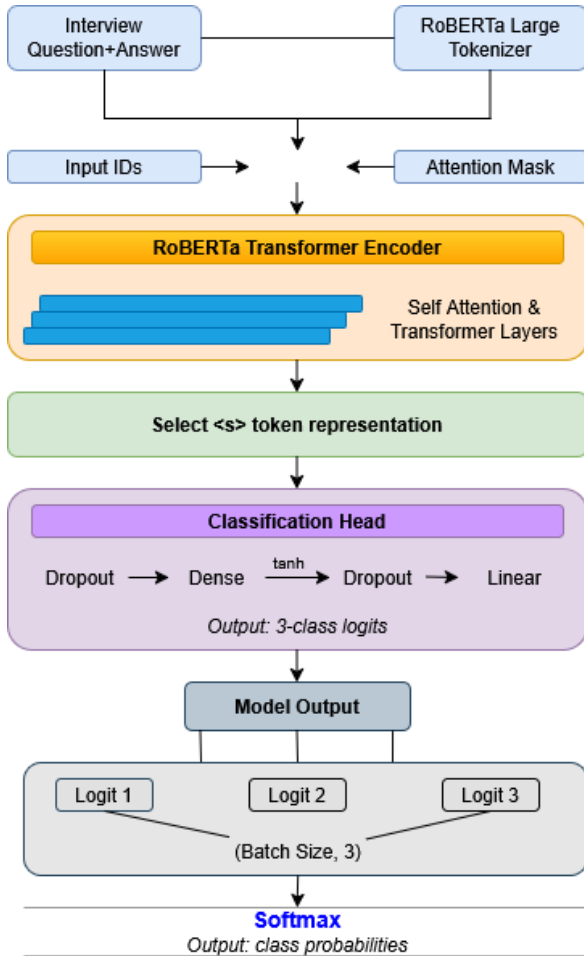 Interview
Question+Answer
RoBERTa Large
Tokenizer
Input IDs
Attention Mask
RoBERTa Transformer Encoder
Self Attention &
Transformer Layers
Select <s> token representation
Classification Head
Dropout
Dense
tanh
Dropout
Linear
Output: 3-class logits
Model Output
Logit 1
Logit 2
Logit 3
(Batch Size, 3)
Softmax
Output: class probabilities